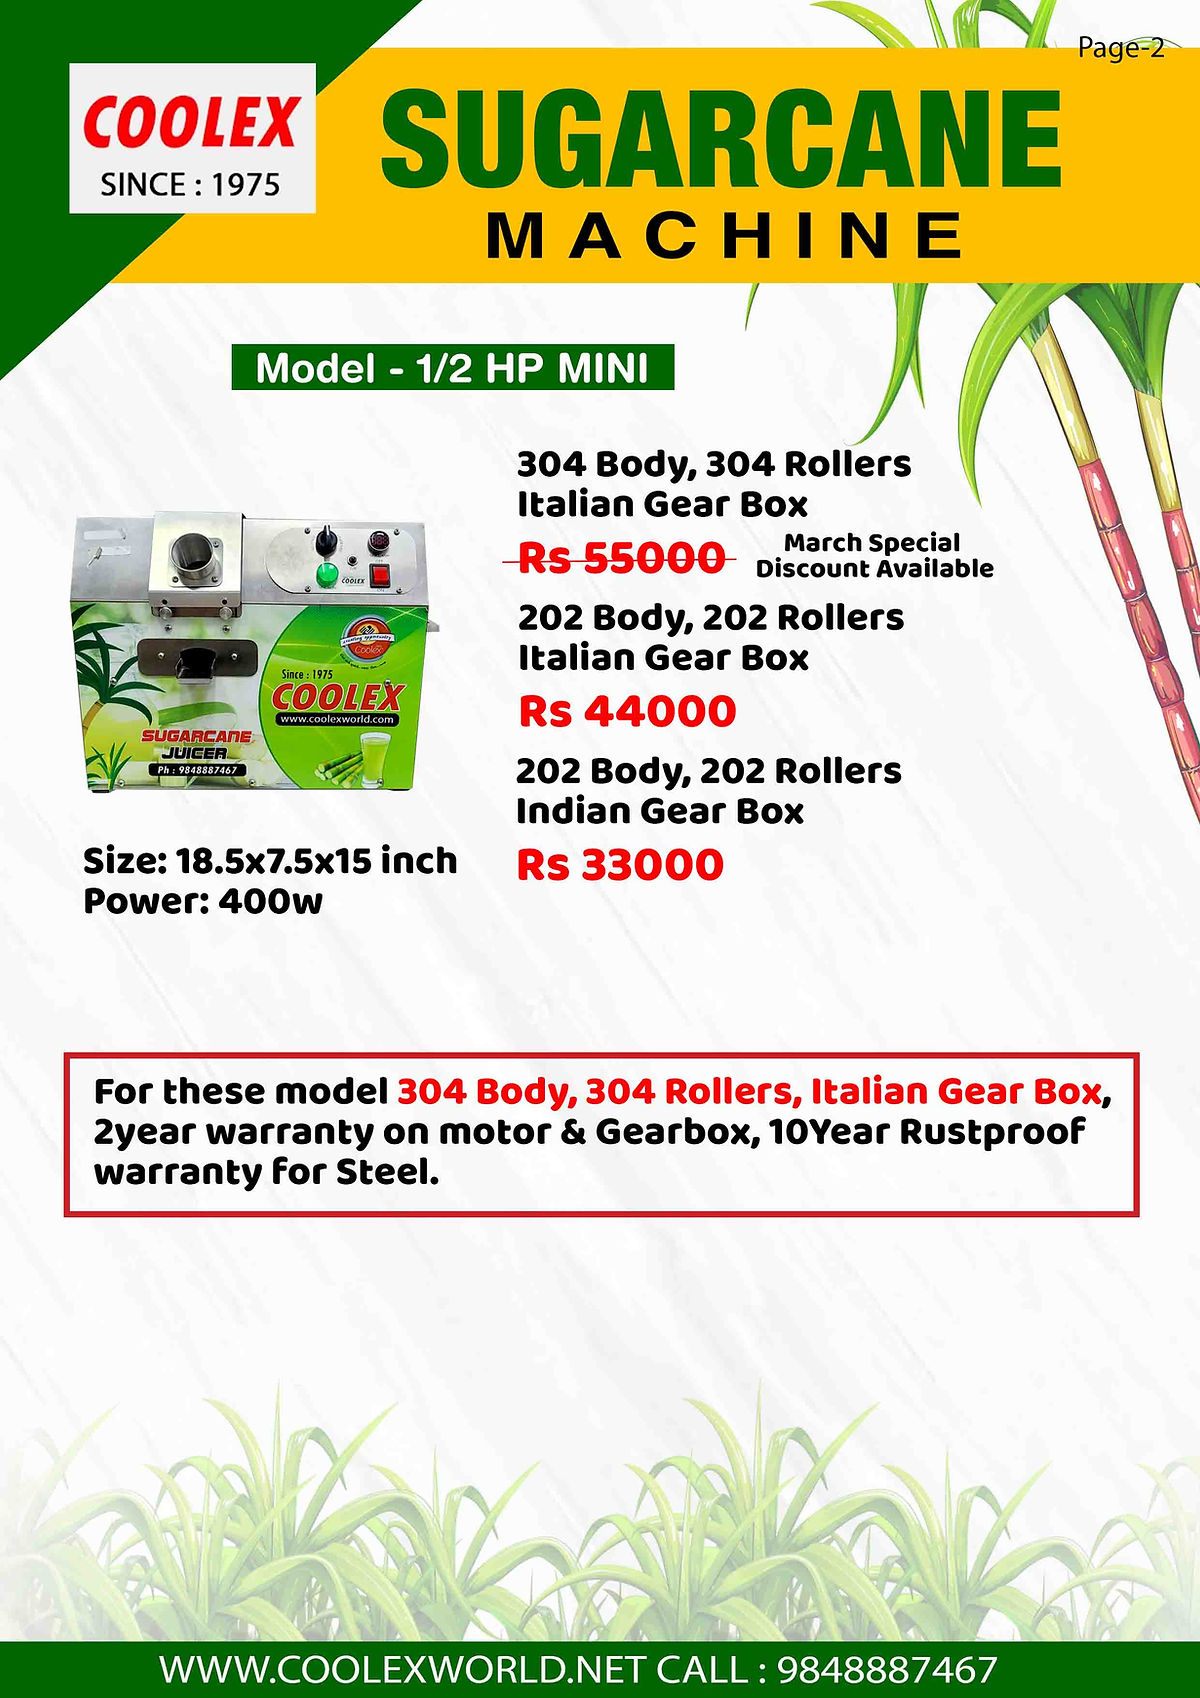 Page-2
COOLEX
SINCE : 1975
SUGARCANE
MACHINE
Model - 1/2 HP MINI
304 Body, 304 Rollers
Italian Gear Box
Rs 55000
March Special
Discount Available
202 Body, 202 Rollers
Italian Gear Box
Rs 44000
202 Body, 202 Rollers
Indian Gear Box
Rs 33000
COOLEX
Coolex
Since : 1975
COOLEX
www.coolexworld.com
SUGARCANE
JUICER
Ph : 9848887467
Size: 18.5x7.5x15 inch
Power: 400w
For these model 304 Body, 304 Rollers, Italian Gear Box,
2year warranty on motor & Gearbox, 10Year Rustproof
warranty for Steel.
WWW.COOLEXWORLD.NET CALL : 9848887467